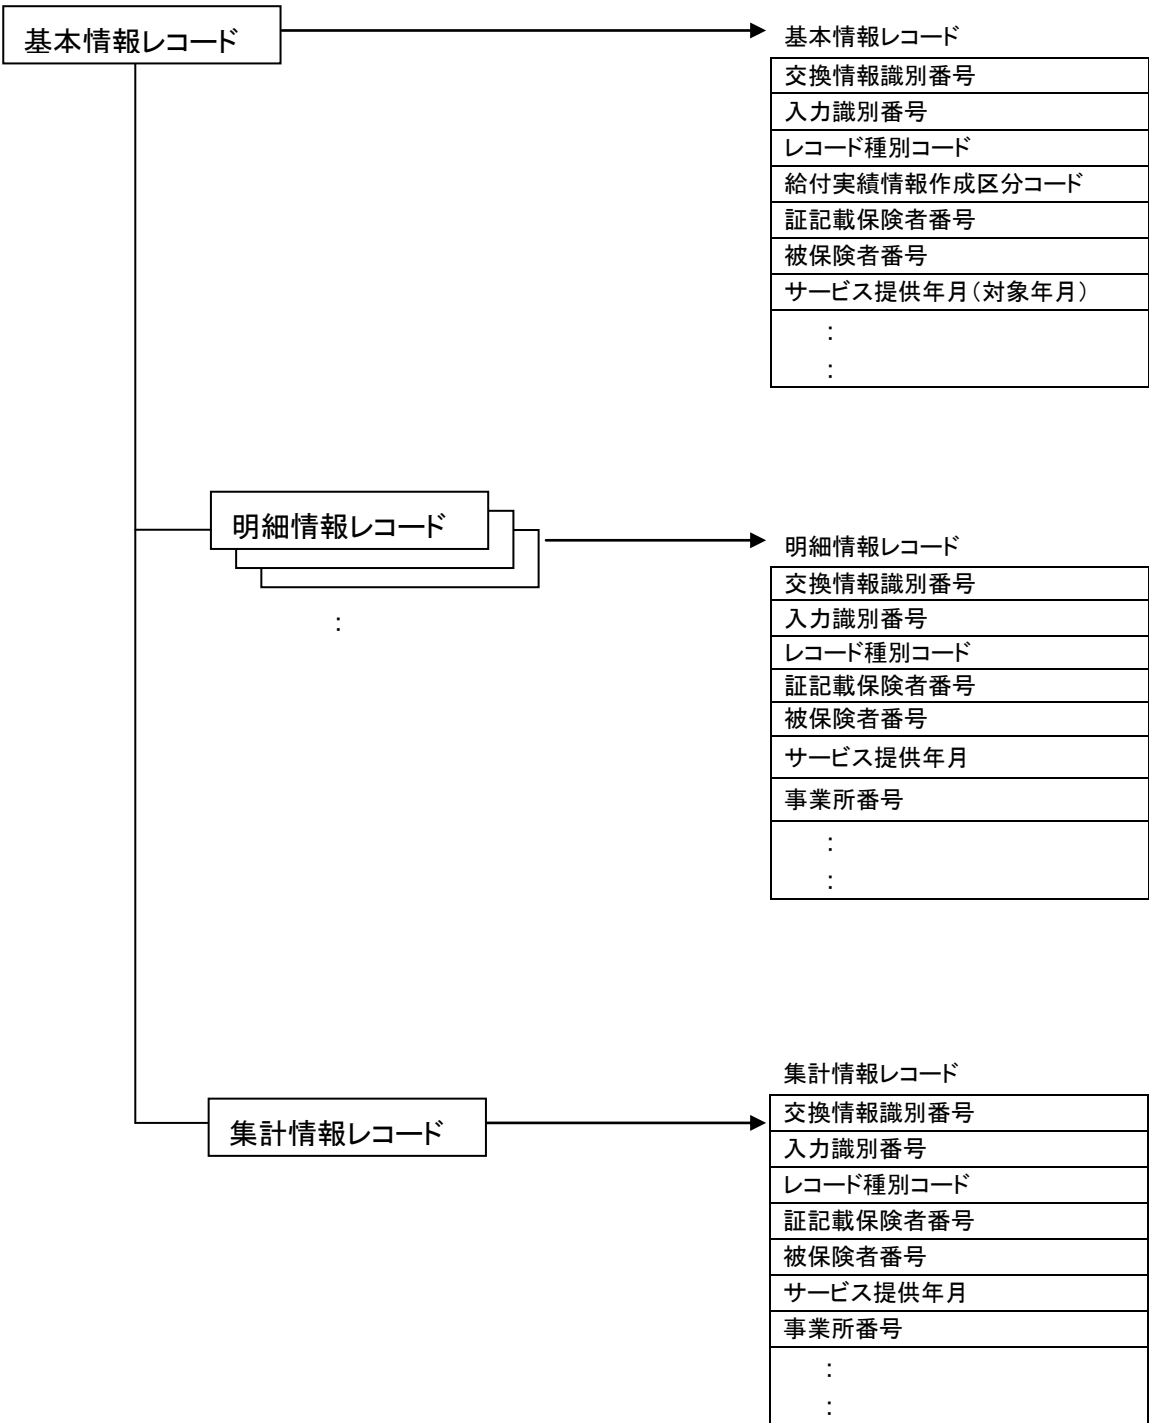 基本情報レコード
基本情報レコード
交換情報識別番号
入力識別番号
レコード種別コード
給付実績情報作成区分コード
証記載保険者番号
被保険者番号
サービス提供年月(対象年月)
:
:
明細情報レコード
:
明細情報レコード
交換情報識別番号
入力識別番号
レコード種別コード
証記載保険者番号
被保険者番号
サービス提供年月
事業所番号
:
:
集計情報レコード
集計情報レコード
交換情報識別番号
入力識別番号
レコード種別コード
証記載保険者番号
被保険者番号
サービス提供年月
事業所番号
:
: